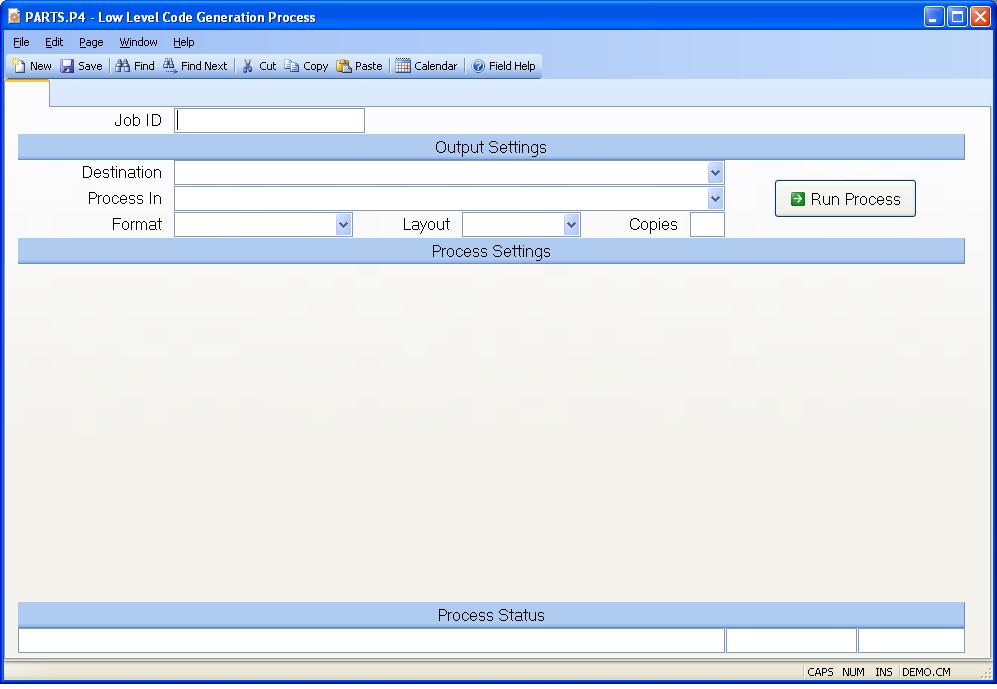 PARTS.P4 - Low Level Code Generation Process
File Edit Page Window Help
New Save Find Find Next Cut Copy Paste Calendar Field Help
Job ID
Output Settings
Destination
Process In
Run Process
Format Layout Copies
Process Settings
Process Status
CAPS NUM INS DEMO.CM